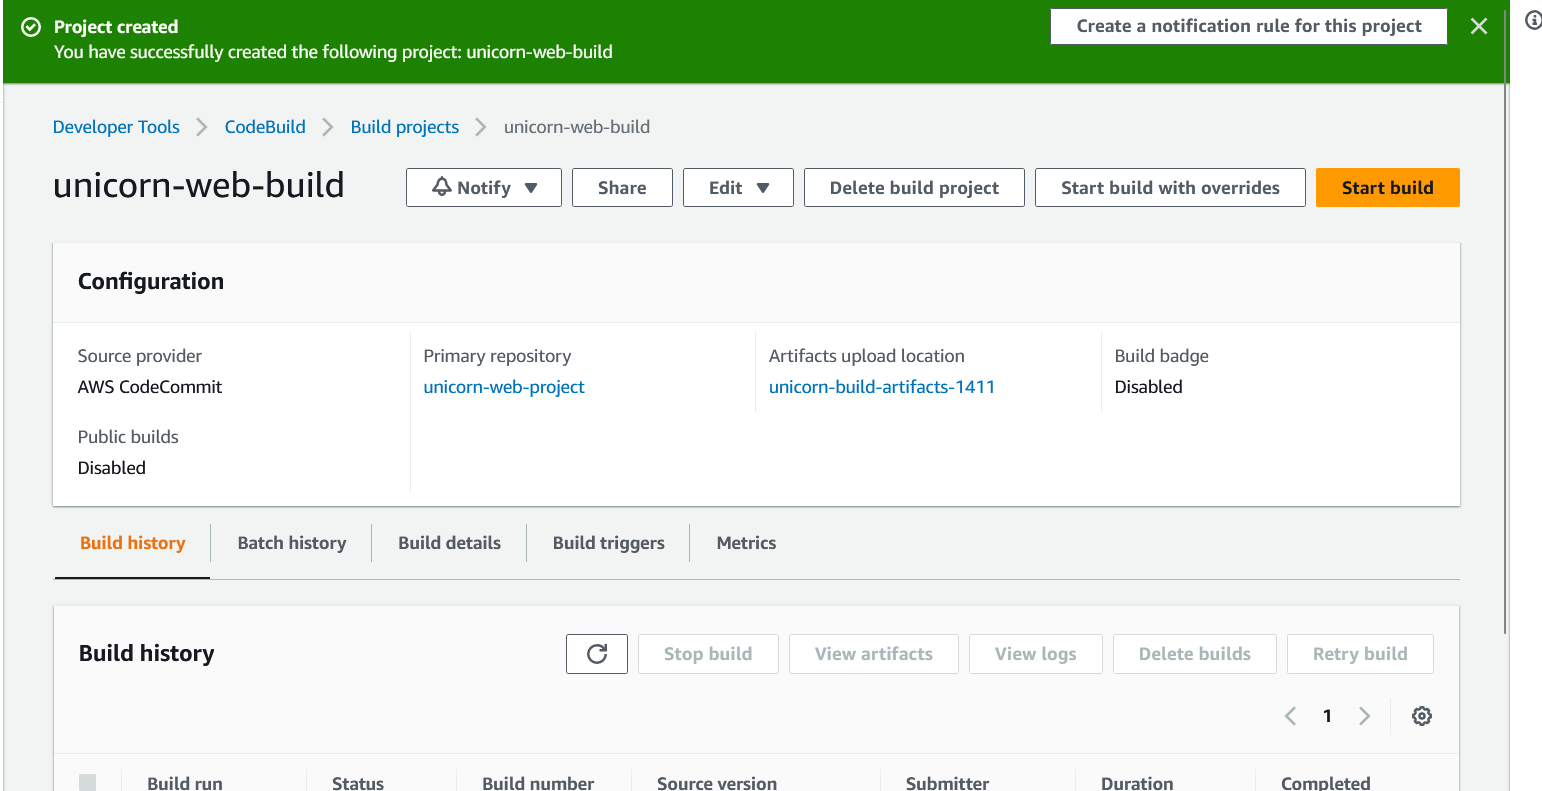 Project created
You have successfully created the following project: unicorn-web-build
Create a notification rule for this project
Developer Tools
CodeBuild
Build projects
unicorn-web-build
unicorn-web-build
Notify
Share
Edit
Delete build project
Start build with overrides
Start build
Configuration
Source provider
AWS CodeCommit
Primary repository
unicorn-web-project
Artifacts upload location
unicorn-build-artifacts-1411
Build badge
Disabled
Public builds
Disabled
Build history
Batch history
Build details
Build triggers
Metrics
Build history
Stop build
View artifacts
View logs
Delete builds
Retry build
1
Build run
Status
Build number
Source version
Submitter
Duration
Completed